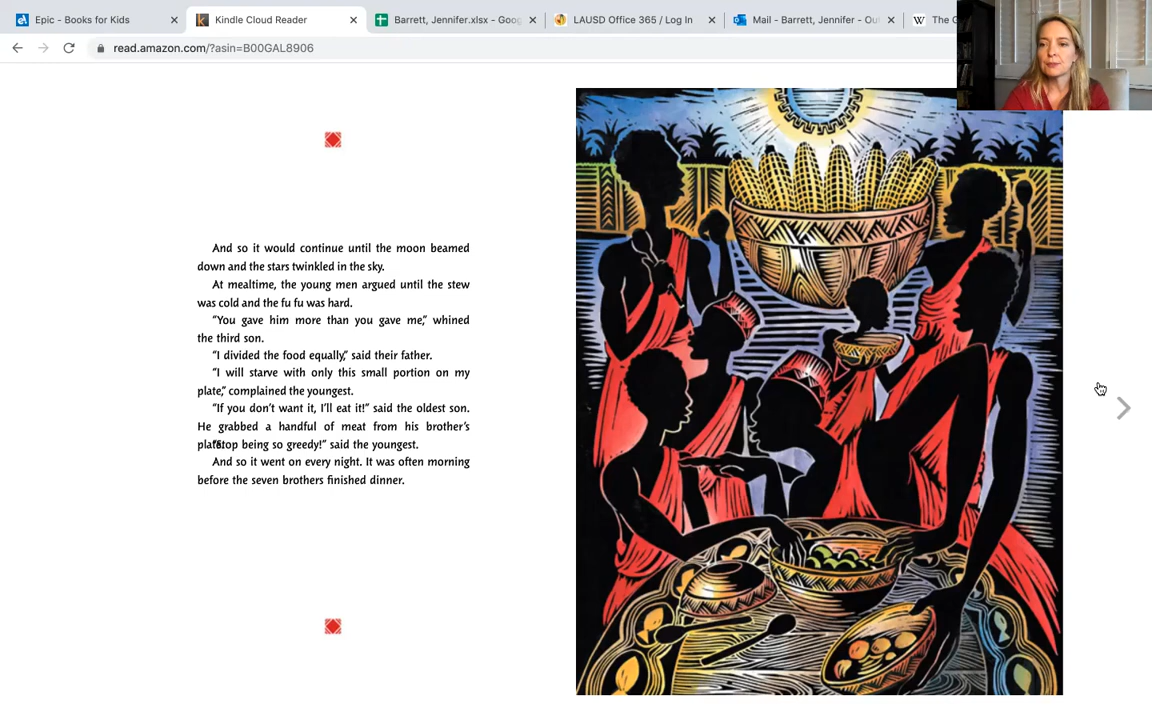 Epic - Books for Kids
Kindle Cloud Reader
Barrett, Jennifer.xlsx - Goog
LAUSD Office 365 / Log In
Mail - Barrett, Jennifer - Ou
W The G
read.amazon.com/?asin=B00GAL8906
And so it would continue until the moon beamed
down and the stars twinkled in the sky.
At mealtime, the young men argued until the stew
was cold and the fu fu was hard.
“You gave him more than you gave me,” whined
the third son.
“I divided the food equally,” said their father.
“I will starve with only this small portion on my
plate,” complained the youngest.
“If you don’t want it, I’ll eat it!” said the oldest son.
He grabbed a handful of meat from his brother’s
plate.
“Stop being so greedy!” said the youngest.
And so it went on every night. It was often morning
before the seven brothers finished dinner.